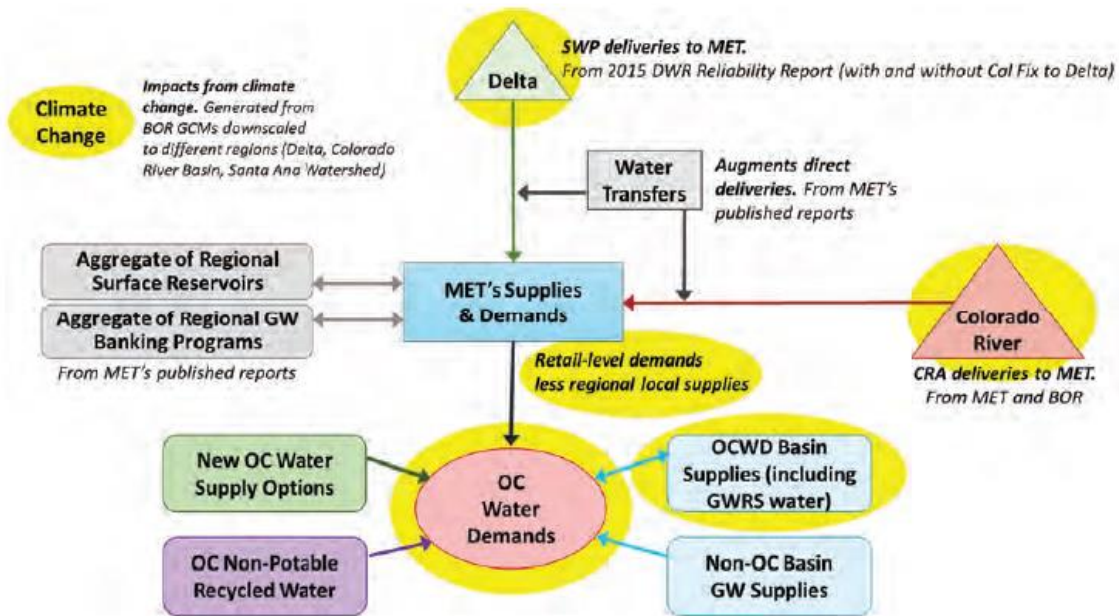 SWP deliveries to MET.
From 2015 DWR Reliability Report (with and without Cal Fix to Delta)
Delta
Climate
Change
Impacts from climate
change. Generated from
BOR GCMs downscaled
to different regions (Delta, Colorado
River Basin, Santa Ana Watershed)
Water
Transfers
Augments direct
deliveries. From MET's
published reports
Aggregate of Regional
Surface Reservoirs
Aggregate of Regional GW
Banking Programs
From MET's published reports
MET's Supplies
& Demands
Colorado
River
CRA deliveries to MET.
From MET and BOR
Retail-level demands
less regional local supplies
New OC Water
Supply Options
OC
Water
Demands
OCWD Basin
Supplies (including
GWRS water)
OC Non-Potable
Recycled Water
Non-OC Basin
GW Supplies